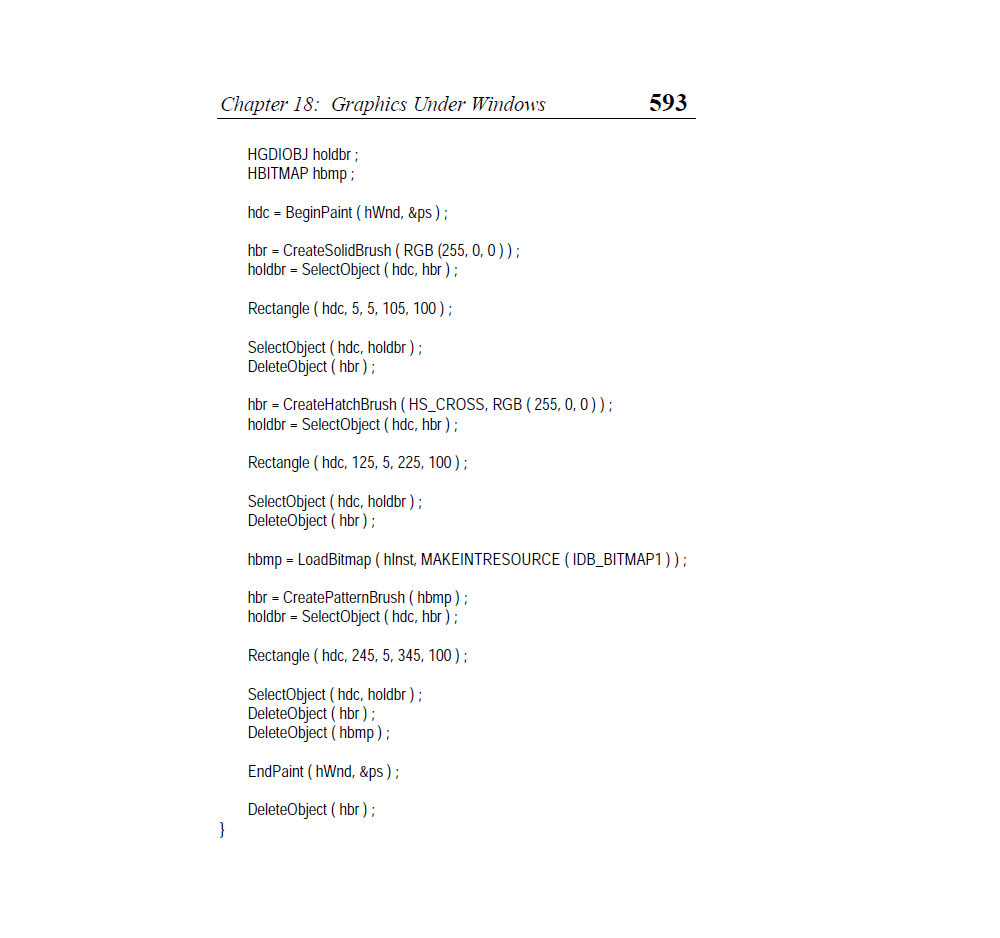 Chapter 18: Graphics Under Windows 593
HGDIOBJ holdbr ;
HBITMAP hbmp ;
hdc = BeginPaint ( hWnd, &ps ) ;
hbr = CreateSolidBrush ( RGB (255, 0, 0 ) ) ;
holdbr = SelectObject ( hdc, hbr ) ;
Rectangle ( hdc, 5, 5, 105, 100 ) ;
SelectObject ( hdc, holdbr ) ;
DeleteObject ( hbr ) ;
hbr = CreateHatchBrush ( HS_CROSS, RGB ( 255, 0, 0 ) ) ;
holdbr = SelectObject ( hdc, hbr ) ;
Rectangle ( hdc, 125, 5, 225, 100 ) ;
SelectObject ( hdc, holdbr ) ;
DeleteObject ( hbr ) ;
hbmp = LoadBitmap ( hInst, MAKEINTRESOURCE ( IDB_BITMAP1 ) ) ;
hbr = CreatePatternBrush ( hbmp ) ;
holdbr = SelectObject ( hdc, hbr ) ;
Rectangle ( hdc, 245, 5, 345, 100 ) ;
SelectObject ( hdc, holdbr ) ;
DeleteObject ( hbr ) ;
DeleteObject ( hbmp ) ;
EndPaint ( hWnd, &ps ) ;
DeleteObject ( hbr ) ;
}